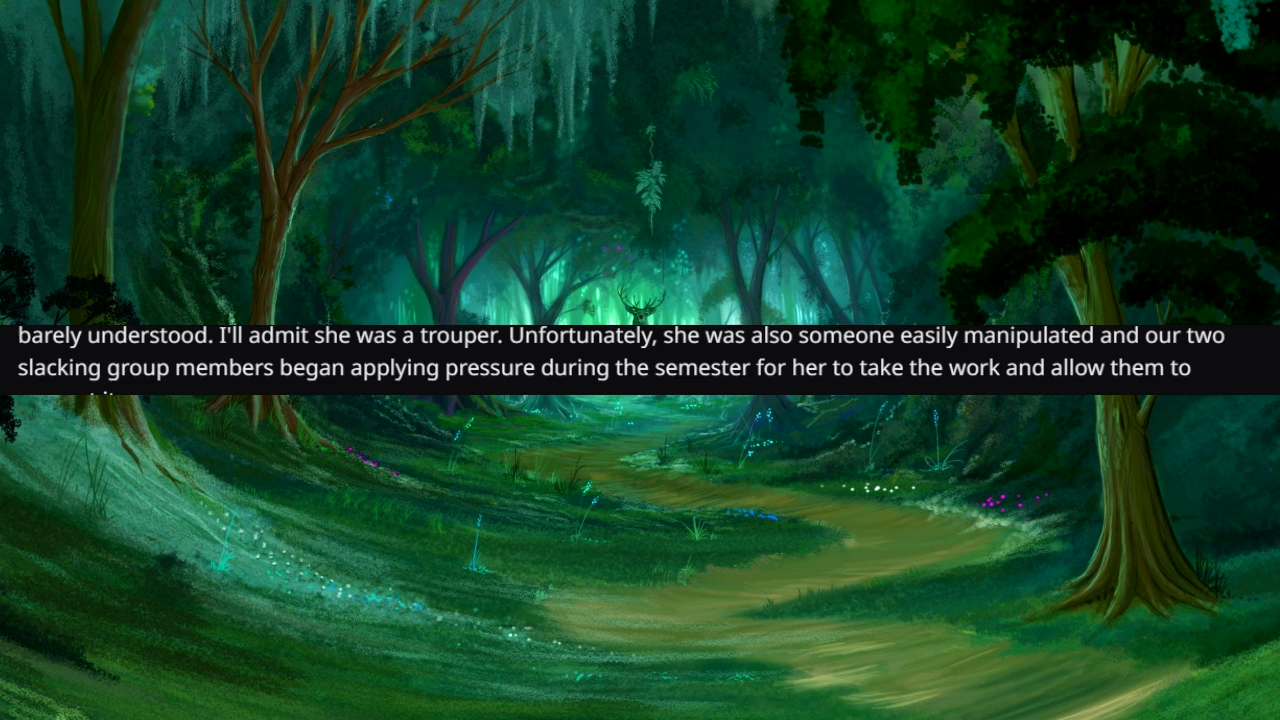 barely understood. I'll admit she was a trouper. Unfortunately, she was also someone easily manipulated and our two
slacking group members began applying pressure during the semester for her to take the work and allow them to